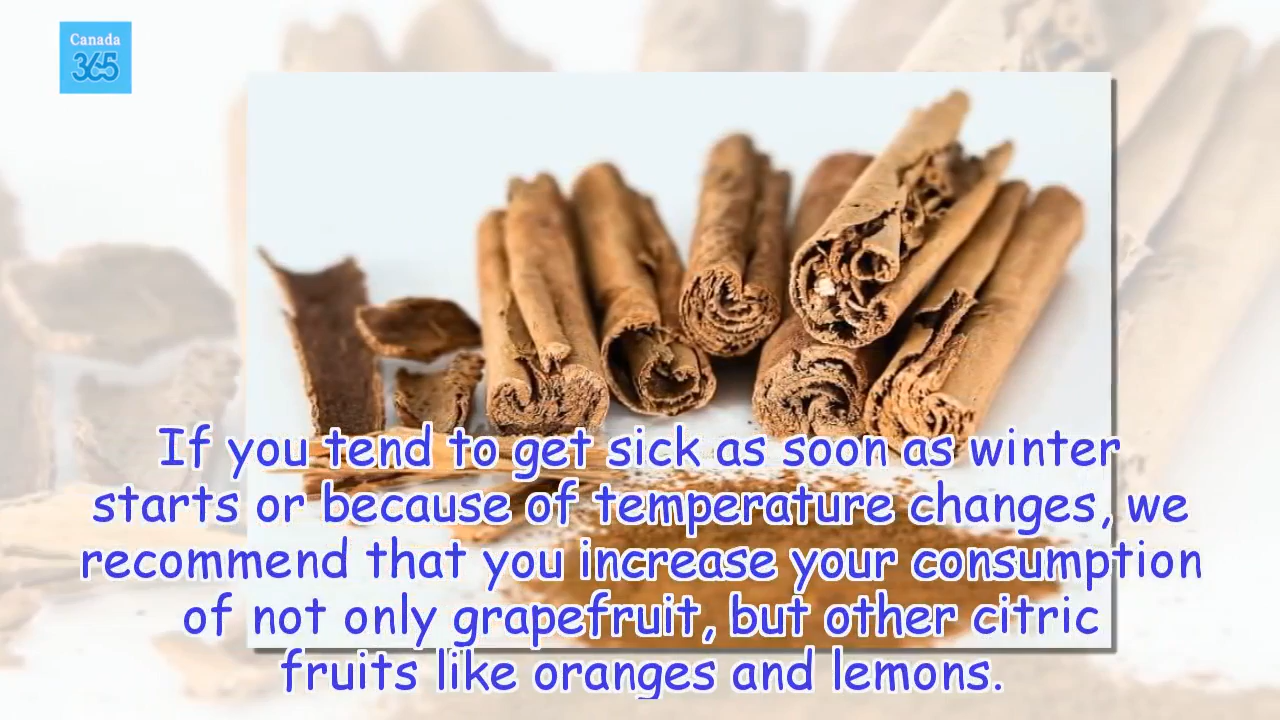 Canada
365
If you tend to get sick as soon as winter
starts or because of temperature changes, we
recommend that you increase your consumption
of not only grapefruit, but other citric
fruits like oranges and lemons.